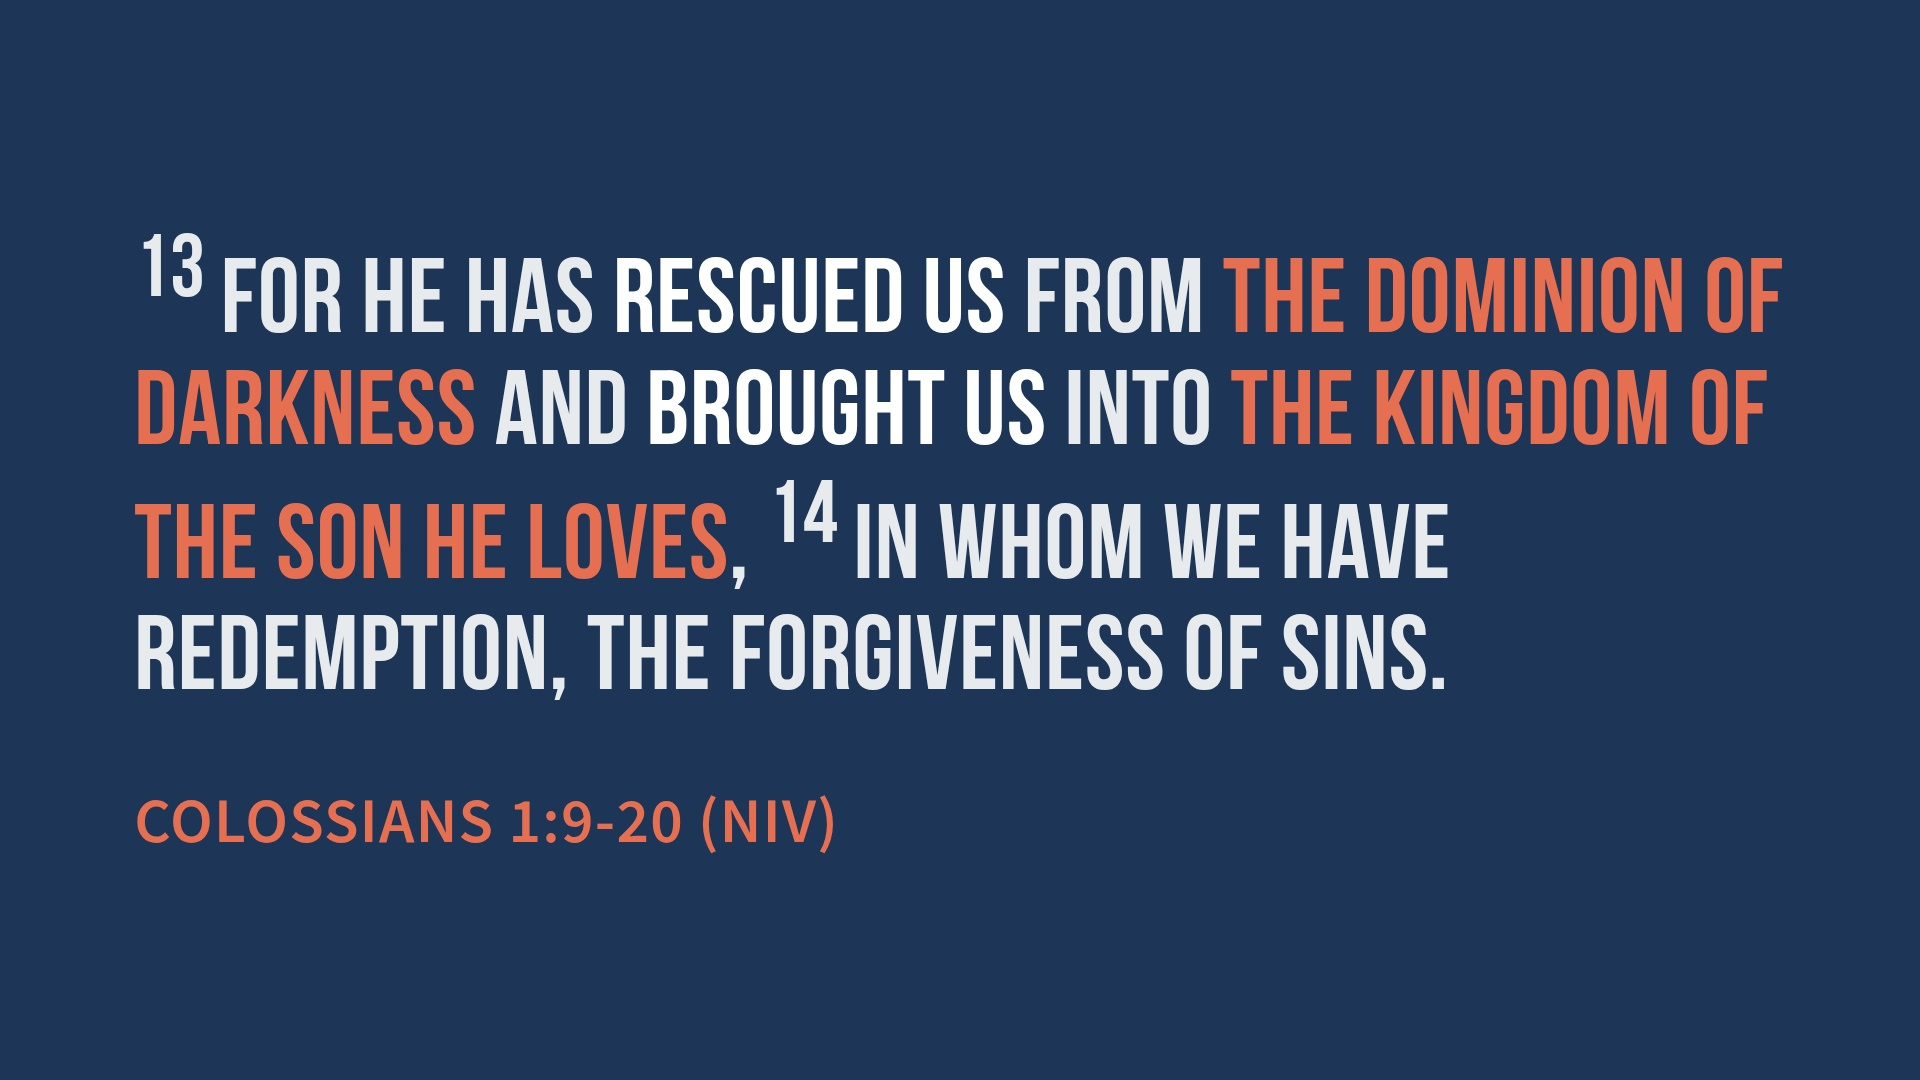 13 FOR HE HAS RESCUED US FROM THE DOMINION OF
DARKNESS AND BROUGHT US INTO THE KINGDOM OF
THE SON HE LOVES, 14 IN WHOM WE HAVE
REDEMPTION, THE FORGIVENESS OF SINS.
COLOSSIANS 1:9-20 (NIV)